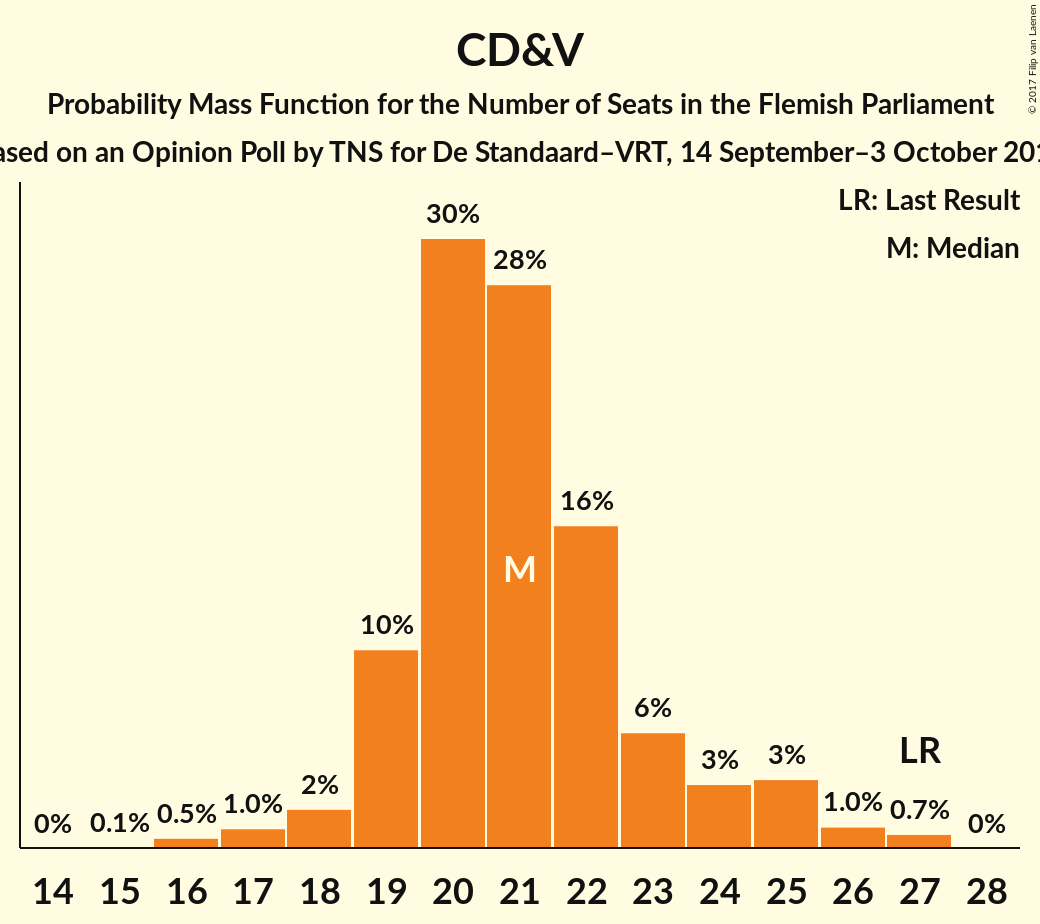 CD&V
Probability Mass Function for the Number of Seats in the Flemish Parliament
on an Opinion Poll by TNS for De Standaard–VRT, 14 September–3 October
LR: Last Result
M: Median
30%
28%
16%
10%
6%
3%
3%
2%
1.0%
1.0%
0.7%
0.5%
0.1%
0%
0%
M
LR
14 15 16 17 18 19 20 21 22 23 24 25 26 27 28
© 2017 Filip van Laenen